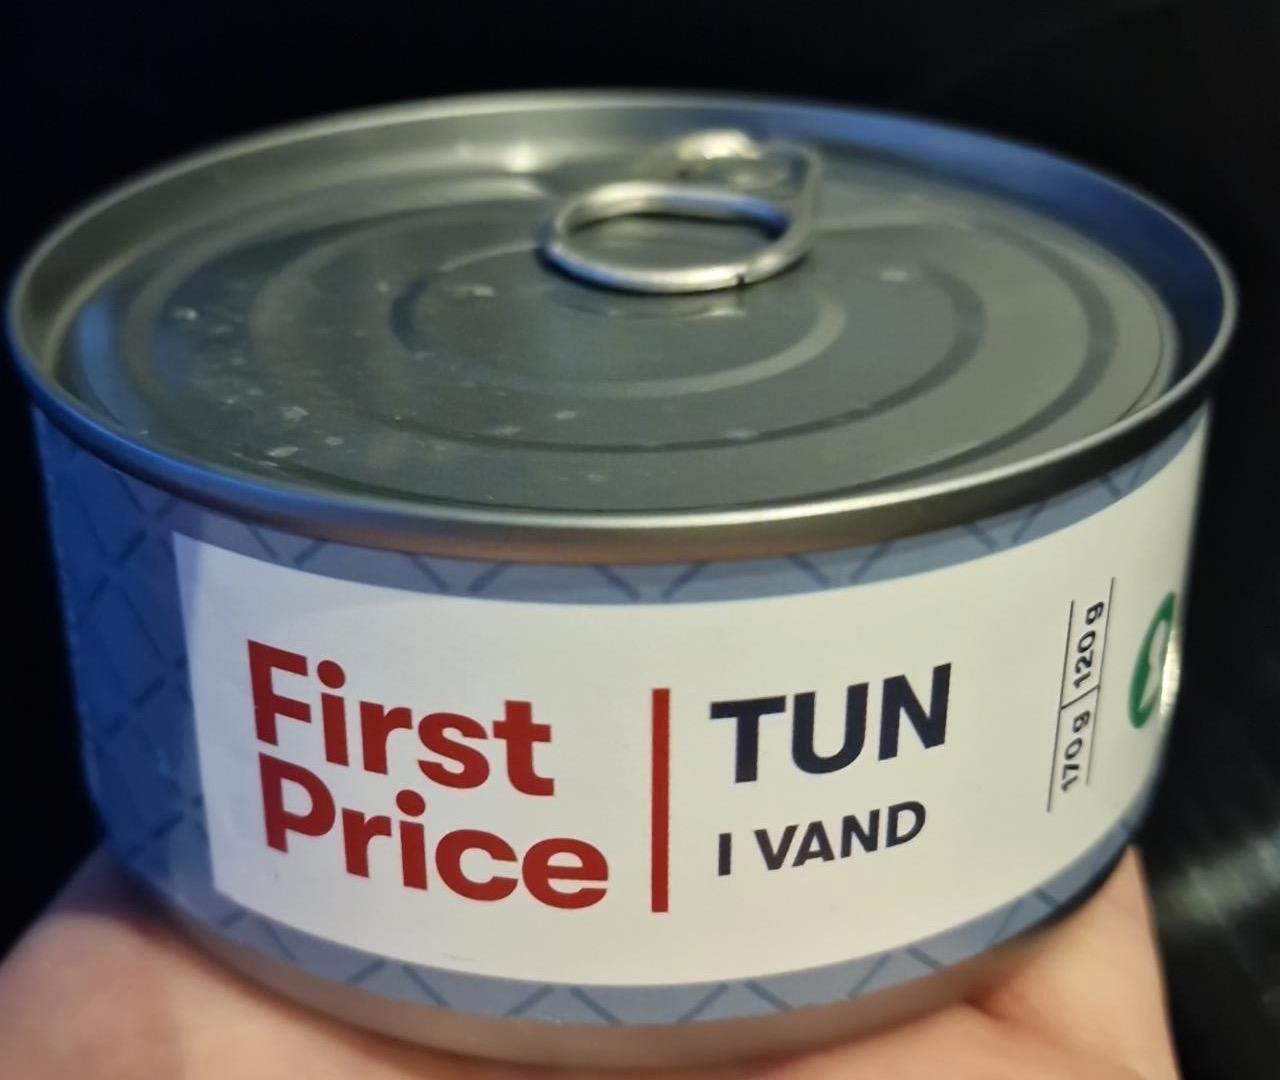 First
Price
TUN
I VAND
170 g | 120 g